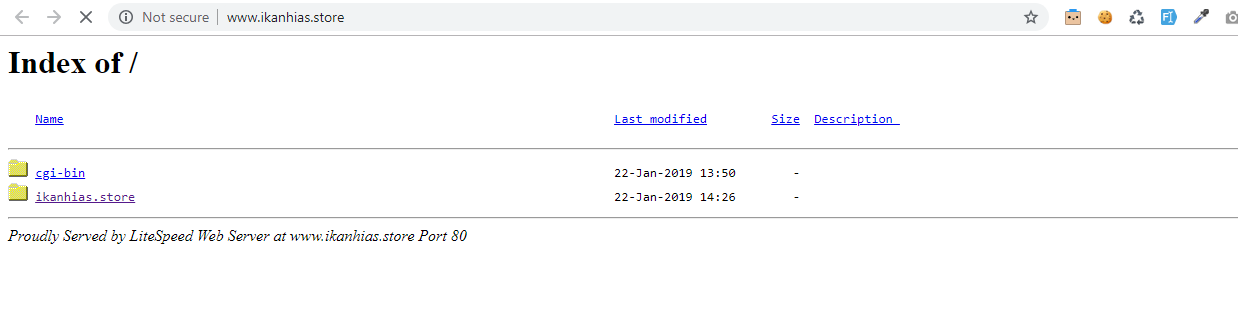 Not secure | www.ikanhias.store
Index of /
Name Last modified Size Description
cgi-bin 22-Jan-2019 13:50 -
ikanhias.store 22-Jan-2019 14:26 -
Proudly Served by LiteSpeed Web Server at www.ikanhias.store Port 80